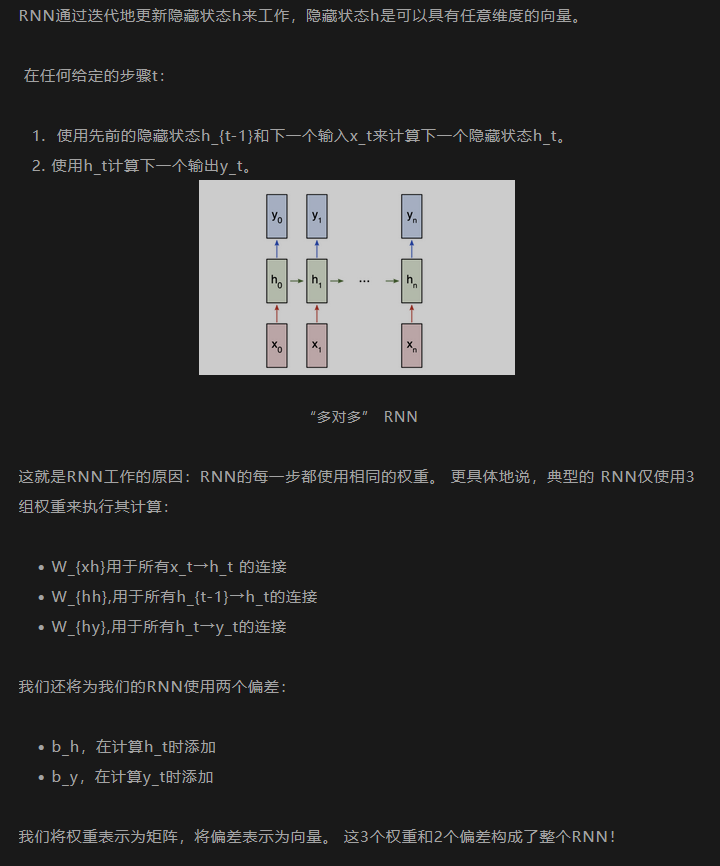 RNN通过迭代地更新隐藏状态h来工作，隐藏状态h是可以具有任意维度的向量。
在任何给定的步骤t：
1. 使用先前的隐藏状态h_{t-1}和下一个输入x_t来计算下一个隐藏状态h_t。
2. 使用h_t计算下一个输出y_t。
y0 y1 yn
h0 h1 ... hn
x0 x1 xn
“多对多” RNN
这就是RNN工作的原因：RNN的每一步都使用相同的权重。 更具体地说，典型的 RNN仅使用3
组权重来执行其计算：
• W_{xh}用于所有x_t→h_t 的连接
• W_{hh},用于所有h_{t-1}→h_t的连接
• W_{hy},用于所有h_t→y_t的连接
我们还将为我们的RNN使用两个偏差：
• b_h，在计算h_t时添加
• b_y，在计算y_t时添加
我们将权重表示为矩阵，将偏差表示为向量。 这3个权重和2个偏差构成了整个RNN！